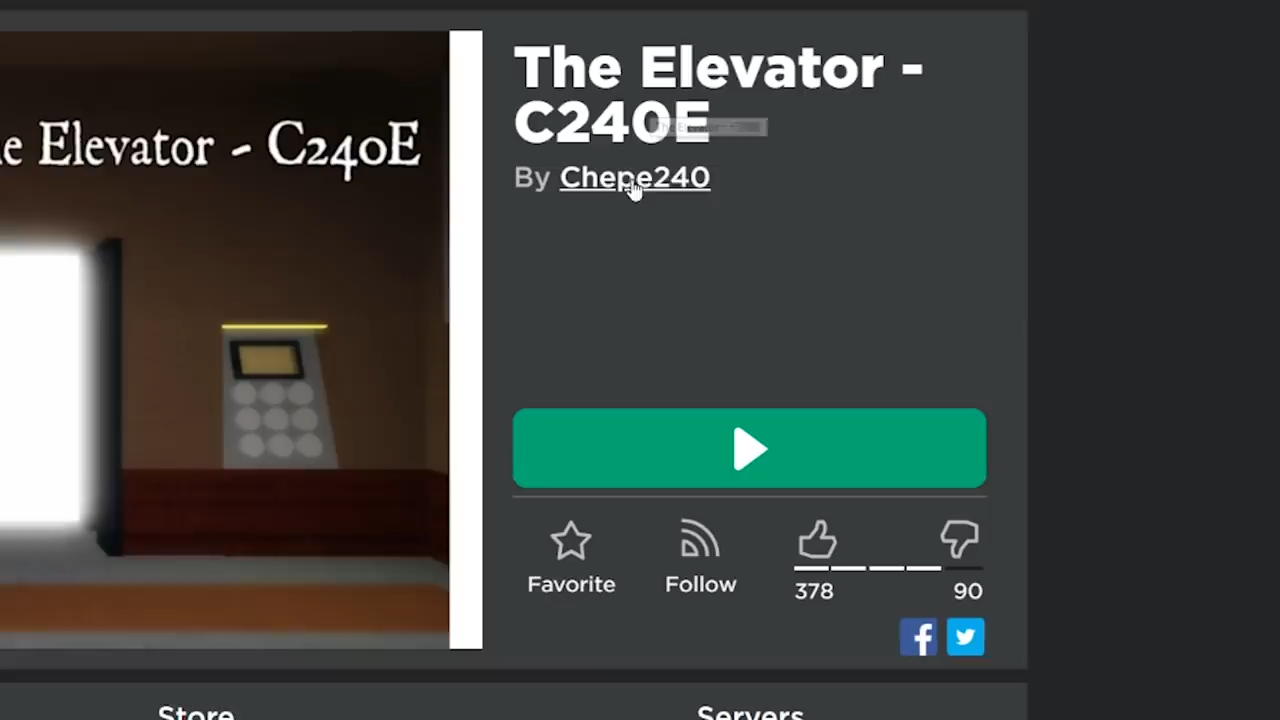 The Elevator -
C240E
e Elevator - C240E
By Chepe240
Favorite
Follow
378
90
Store
Servers